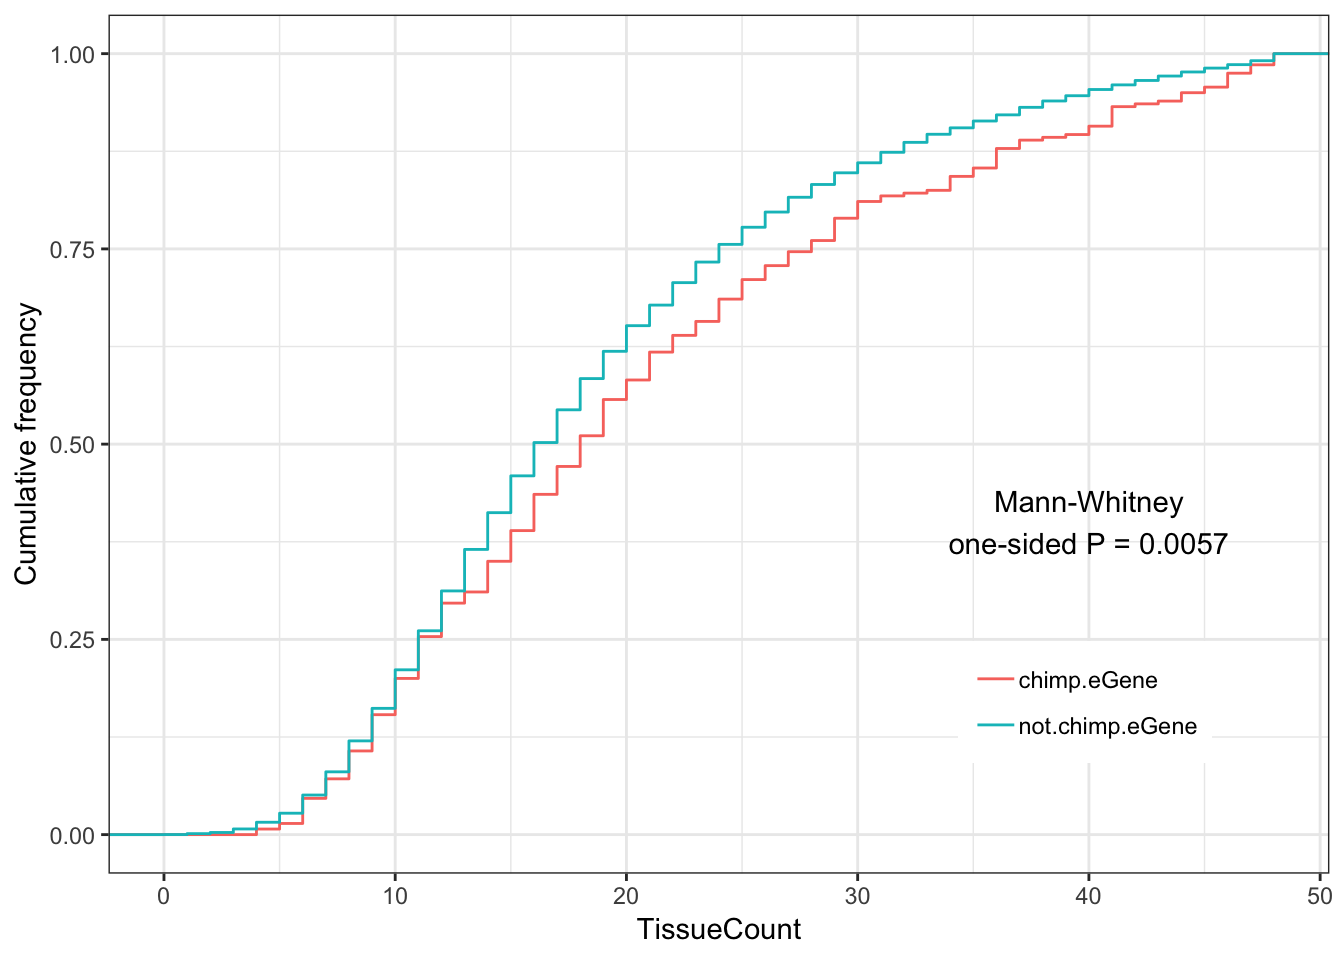 1.00
0.75
0.50
0.25
0.00
Cumulative frequency
Mann-Whitney
one-sided P = 0.0057
chimp.eGene
not.chimp.eGene
0 10 20 30 40 50
TissueCount